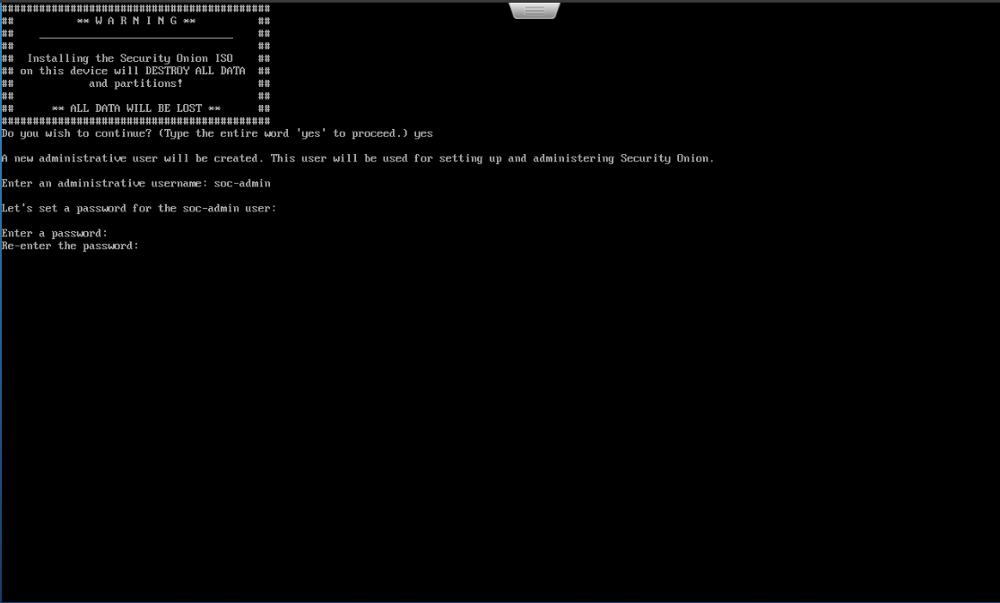 ###########################################
##          ** W A R N I N G **          ##
##    _______________________________    ##
##                                       ##
##  Installing the Security Onion ISO    ##
## on this device will DESTROY ALL DATA  ##
##            and partitions!            ##
##                                       ##
##      ** ALL DATA WILL BE LOST **      ##
###########################################
Do you wish to continue? (Type the entire word 'yes' to proceed.) yes
A new administrative user will be created. This user will be used for setting up and administering Security Onion.
Enter an administrative username: soc-admin
Let's set a password for the soc-admin user:
Enter a password:
Re-enter the password: